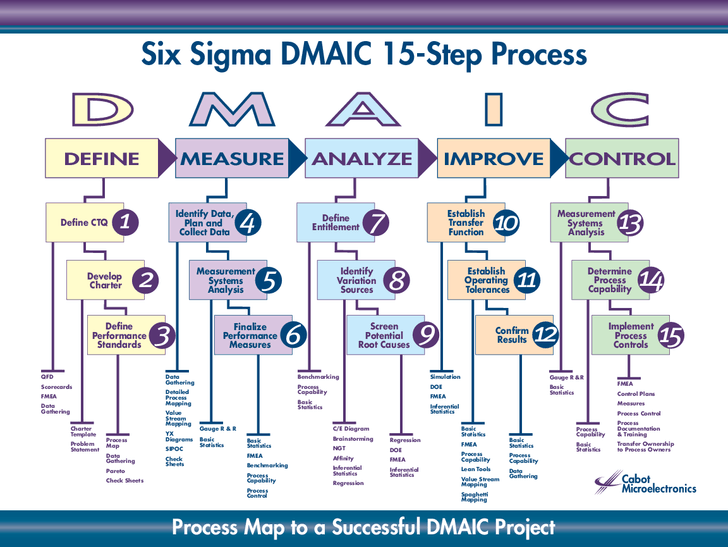 Six Sigma DMAIC 15-Step Process
D M A I C
DEFINE
MEASURE
ANALYZE
IMPROVE
CONTROL
Define CTQ
1
Develop
Charter
2
Define
Performance
Standards
3
Identify Data,
Plan and
Collect Data
4
Measurement
Systems
Analysis
5
Finalize
Performance
Measures
6
Define
Entitlement
7
Identify
Variation
Sources
8
Screen
Potential
Root Causes
9
Establish
Transfer
Function
10
Establish
Operating
Tolerances
11
Confirm
Results
12
Measurement
Systems
Analysis
13
Determine
Process
Capability
14
Implement
Process
Controls
15
QFD
Scorecards
FMEA
Data
Gathering
Charter
Template
Problem
Statement
Process
Map
Data
Gathering
Pareto
Check Sheets
Data
Gathering
Detailed
Process
Mapping
Value
Stream
Mapping
YX
Diagrams
SIPOC
Check
Sheets
Gauge R & R
Basic
Statistics
Basic
Statistics
FMEA
Benchmarking
Process
Capability
Process
Control
Benchmarking
Process
Capability
Basic
Statistics
C/E Diagram
Brainstorming
NGT
Affinity
Inferential
Statistics
Regression
Regression
DOE
FMEA
Inferential
Statistics
Simulation
DOE
FMEA
Inferential
Statistics
Basic
Statistics
FMEA
Process
Capability
Lean Tools
Value Stream
Mapping
Spaghetti
Mapping
Basic
Statistics
Process
Capability
Data
Gathering
Gauge R & R
Basic
Statistics
Process
Capability
Basic
Statistics
FMEA
Control Plans
Measures
Process Control
Process
Documentation
& Training
Transfer Ownership
to Process Owners
Cabot
Microelectronics
Process Map to a Successful DMAIC Project